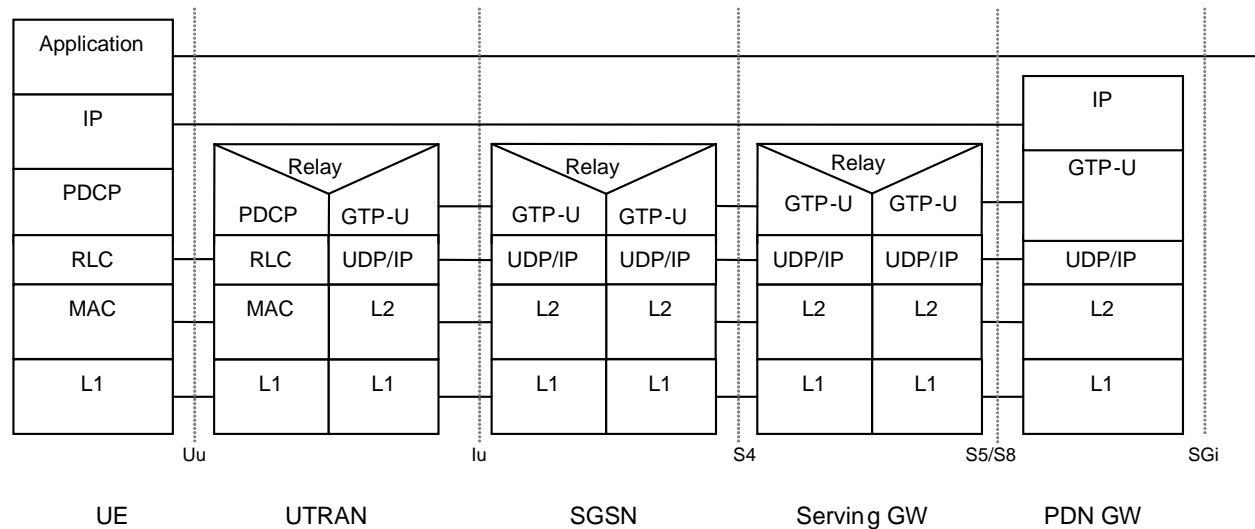 Application
IP
IP
Relay
Relay
Relay
GTP-U
PDCP
PDCP
GTP-U
GTP-U
GTP-U
GTP-U
GTP-U
RLC
RLC
UDP/IP
UDP/IP
UDP/IP
UDP/IP
UDP/IP
UDP/IP
MAC
MAC
L2
L2
L2
L2
L2
L2
L1
L1
L1
L1
L1
L1
L1
L1
Uu
Iu
S4
S5/S8
SGi
UE
UTRAN
SGSN
Serving GW
PDN GW